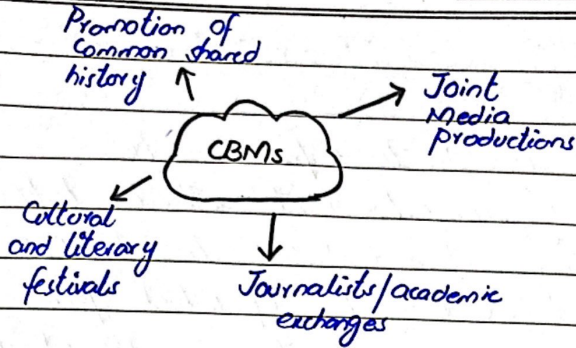 Promotion of
Common shared
history
Joint
Media
productions
CBMs
Cultural
and literary
festivals
Journalists/academic
exchanges